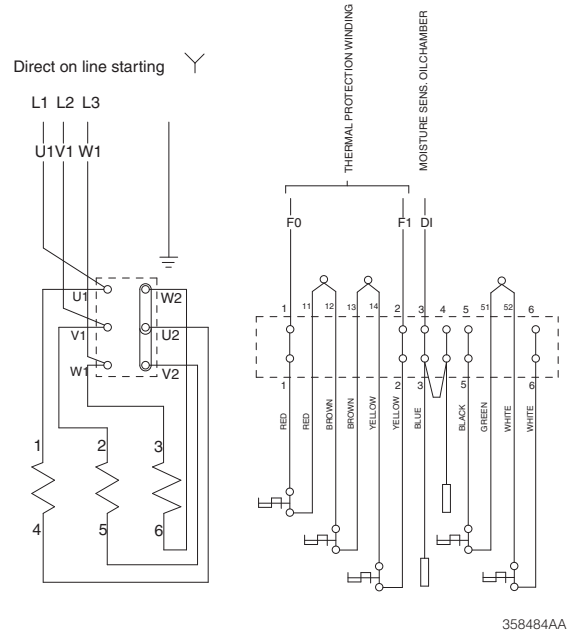 Direct on line starting
L1 L2 L3
U1 V1 W1
U1 W2
V1 U2
W1 V2
1 2 3
4 5 6
THERMAL PROTECTION WINDING
MOISTURE SENS. OILCHAMBER
F0 F1 DI
1 11 12 13 14 2 3 4 5 51 52 6
1 2 3 5 6
RED
RED
BROWN
BROWN
YELLOW
YELLOW
BLUE
BLACK
GREEN
WHITE
WHITE
358484AA